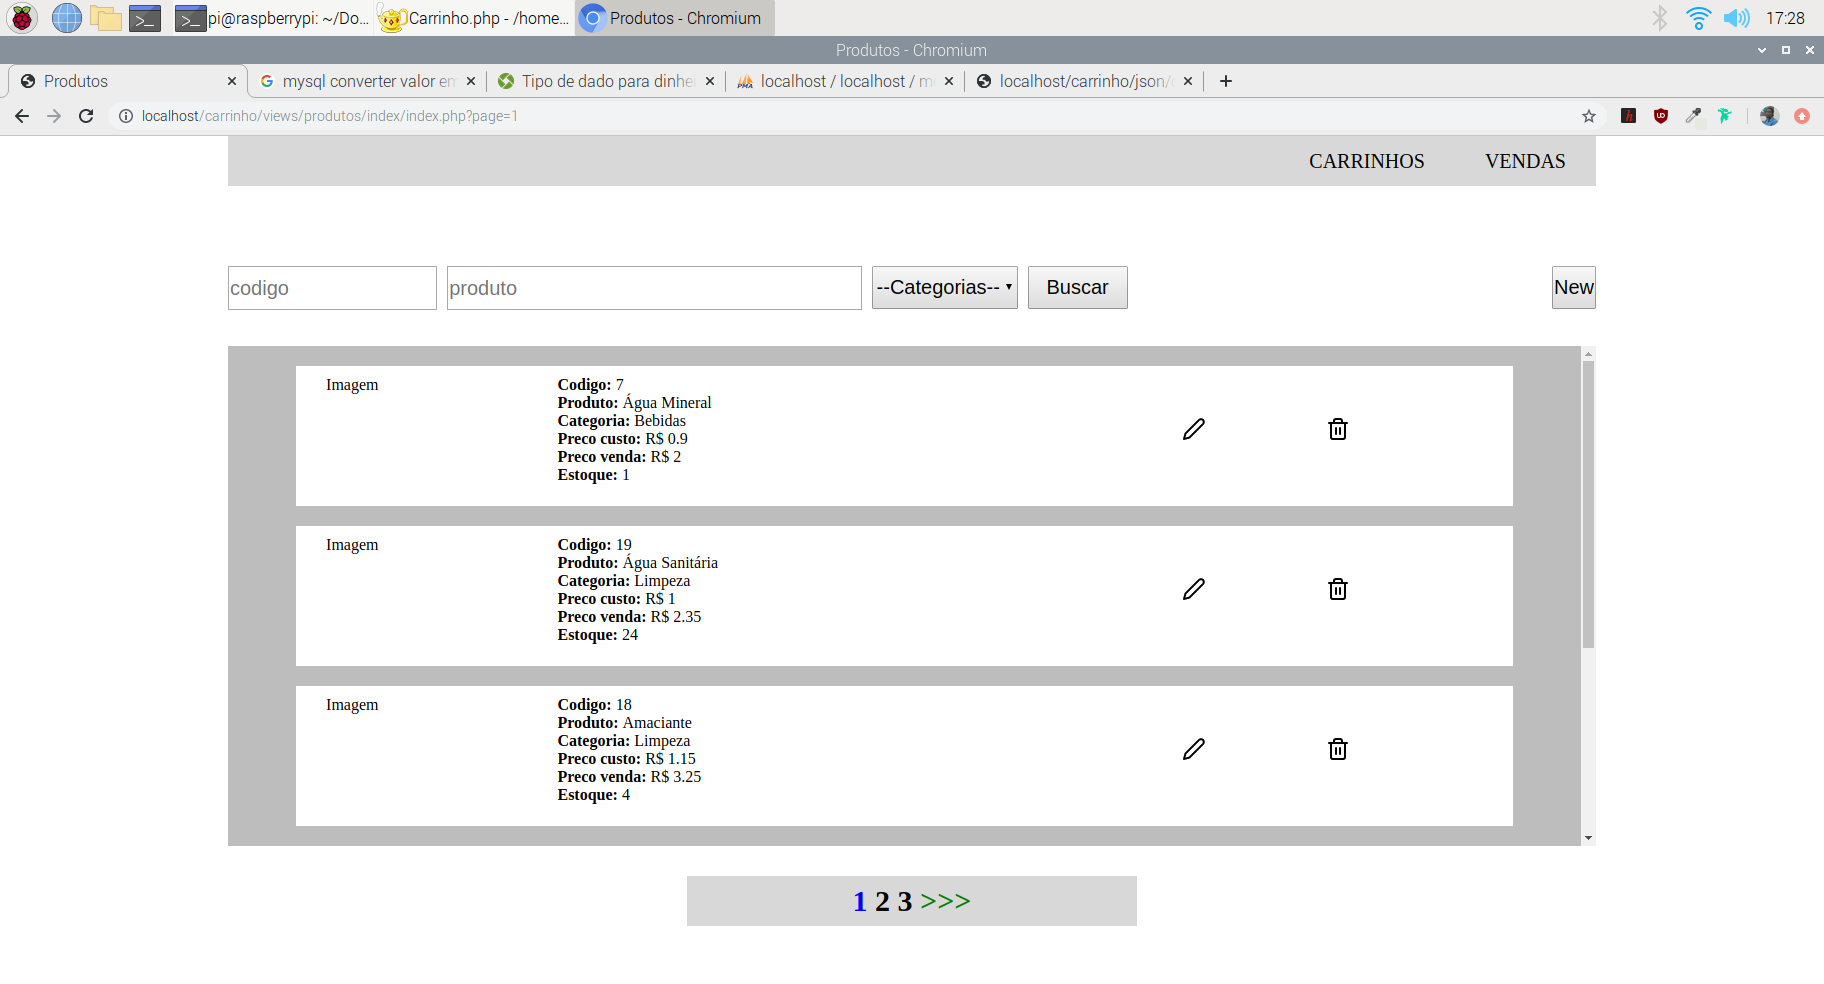 pi@raspberrypi: ~/Do... Carrinho.php - /home... Produtos - Chromium 17:28
Produtos - Chromium
Produtos mysql converter valor em Tipo de dado para dinhei localhost / localhost / m localhost/carrinho/json/
localhost/carrinho/views/produtos/index/index.php?page=1
CARRINHOS VENDAS
codigo produto --Categorias-- Buscar New
Imagem
Codigo: 7
Produto: Água Mineral
Categoria: Bebidas
Preco custo: R$ 0.9
Preco venda: R$ 2
Estoque: 1
Imagem
Codigo: 19
Produto: Água Sanitária
Categoria: Limpeza
Preco custo: R$ 1
Preco venda: R$ 2.35
Estoque: 24
Imagem
Codigo: 18
Produto: Amaciante
Categoria: Limpeza
Preco custo: R$ 1.15
Preco venda: R$ 3.25
Estoque: 4
1 2 3 >>>